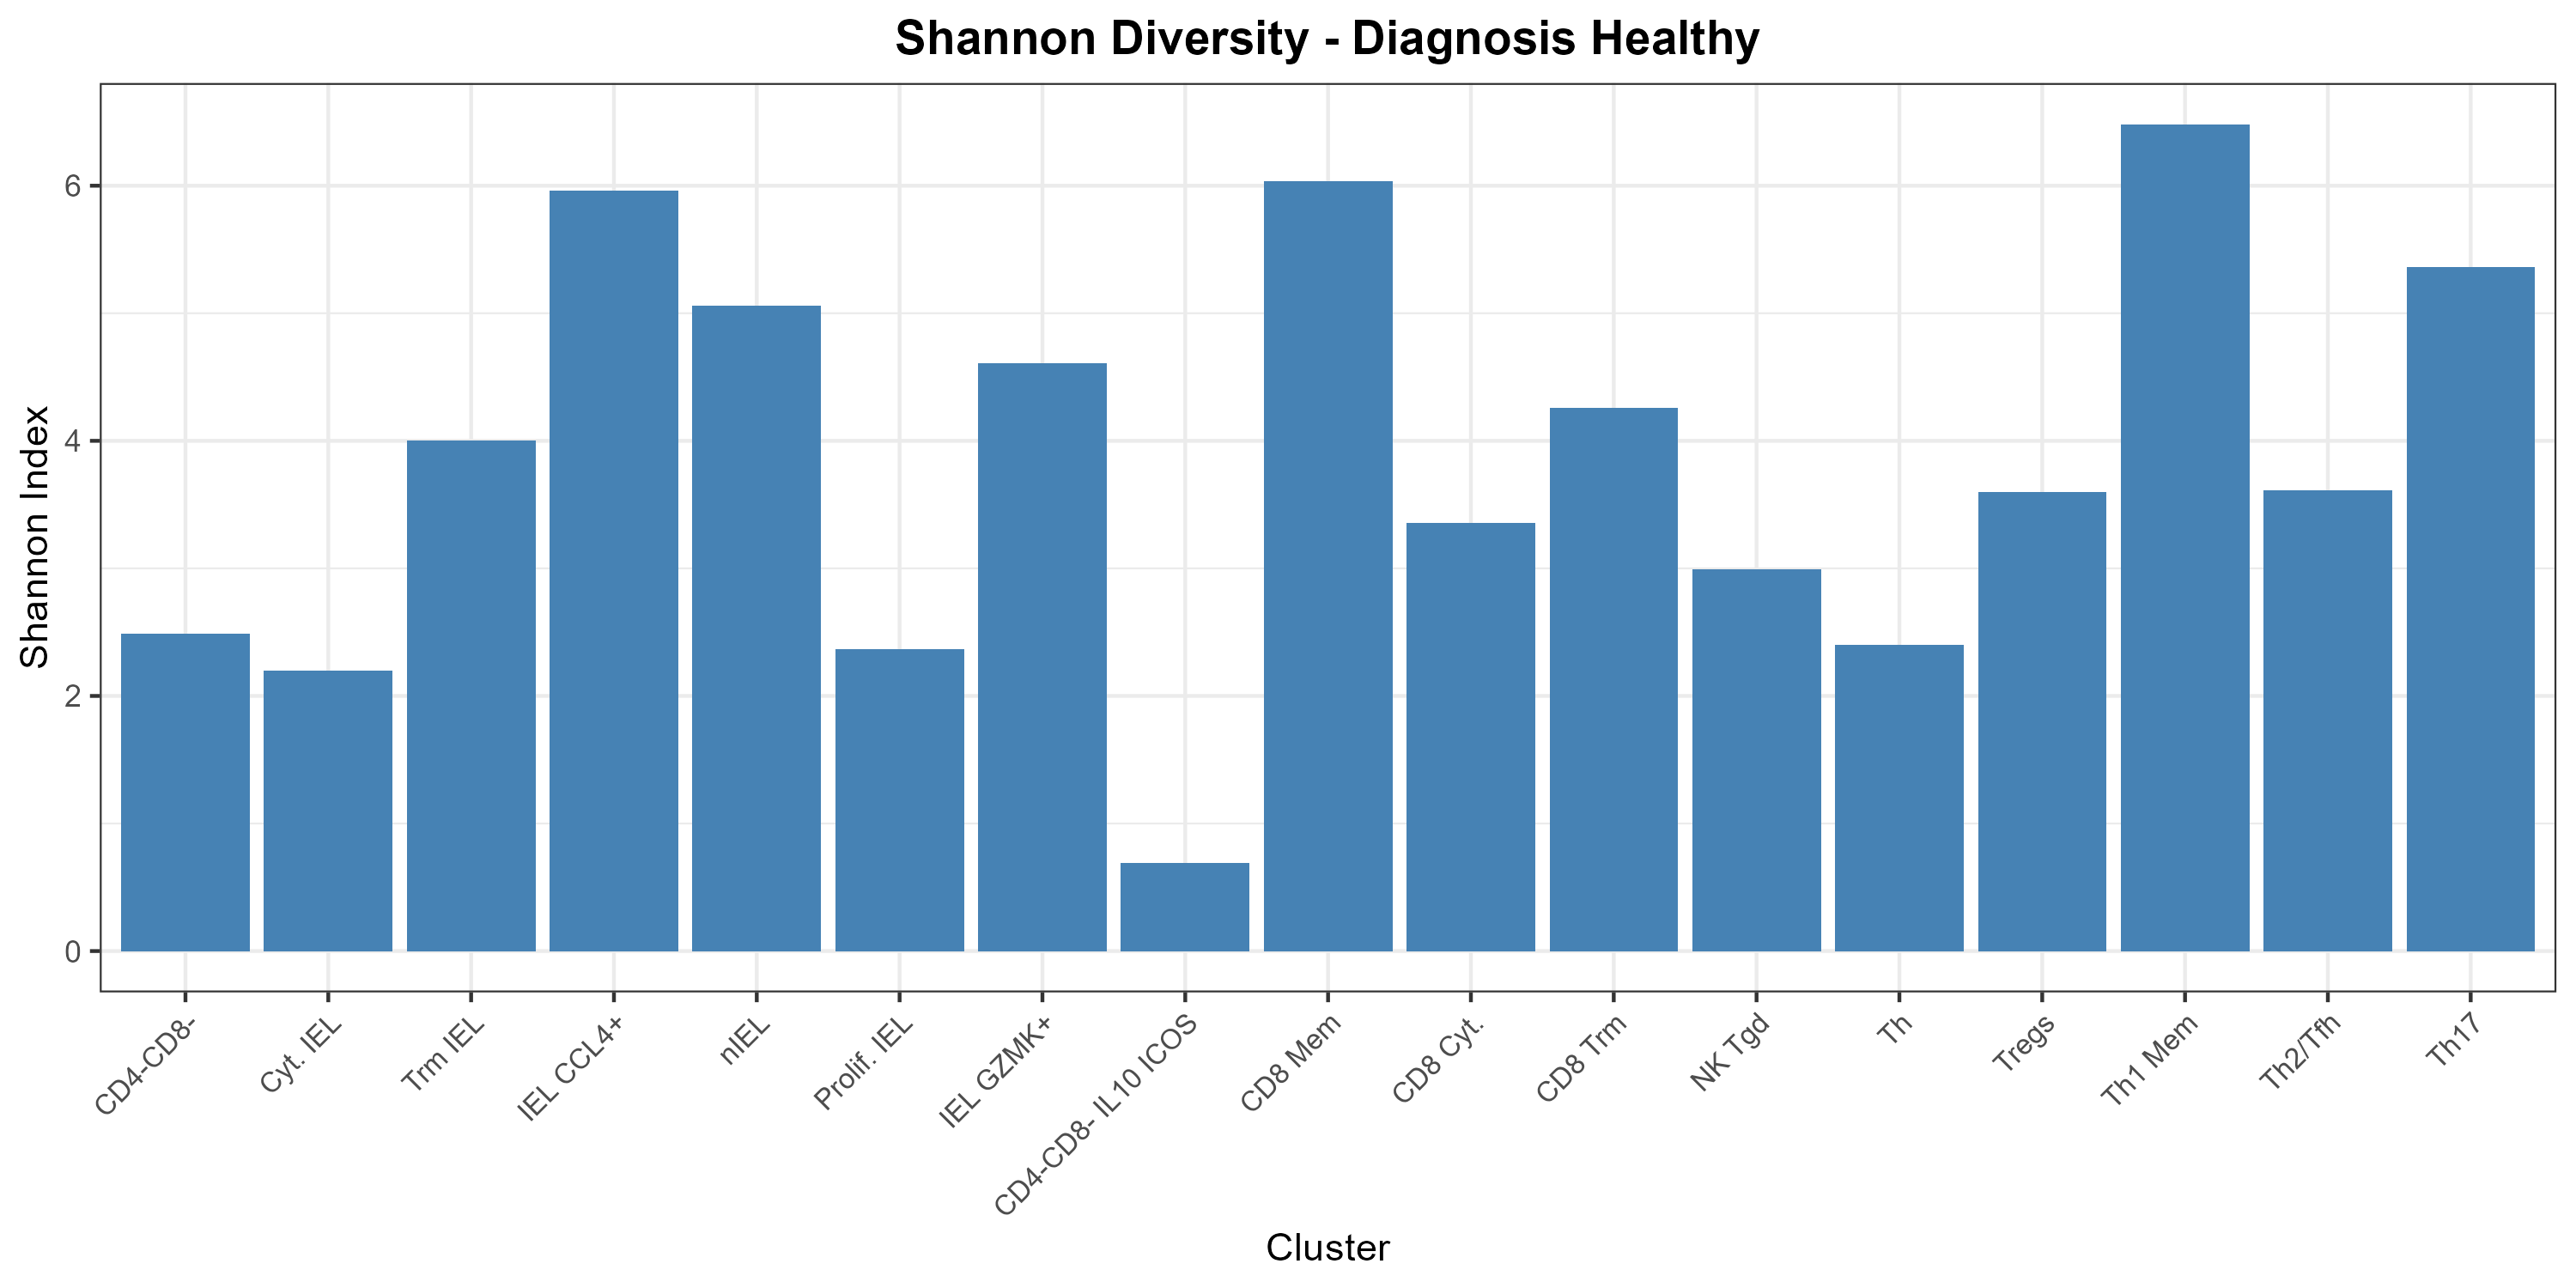 Shannon Diversity - Diagnosis Healthy
Shannon Index
6
4
2
0
CD4-CD8-
Cyt. IEL
Trm IEL
IEL CCL4+
nIEL
Prolif. IEL
IEL GZMK+
CD4-CD8- IL10 ICOS
CD8 Mem
CD8 Cyt.
CD8 Trm
NK Tgd
Th
Tregs
Th1 Mem
Th2/Tfh
Th17
Cluster